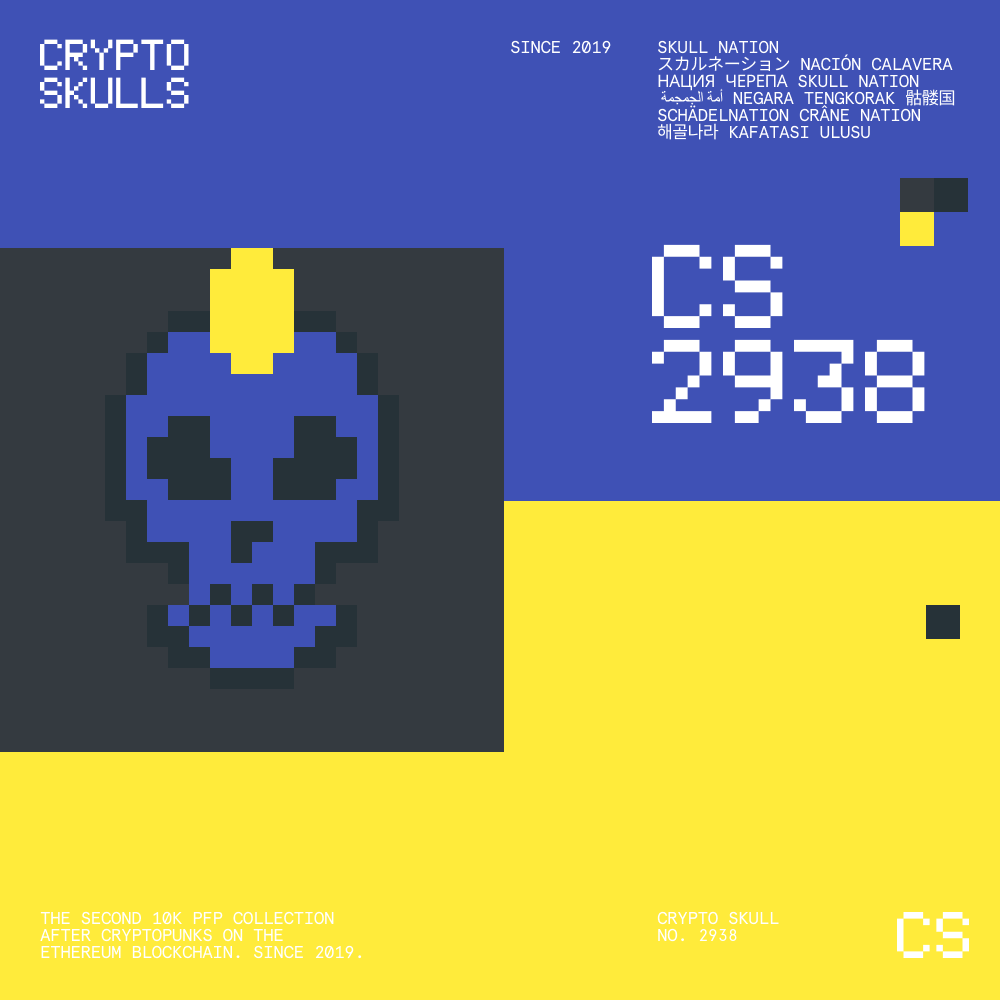 CRYPTO
SKULLS
SINCE 2019
SKULL NATION
スカルネーション NACIÓN CALAVERA
НАЦИЯ ЧЕРЕПА SKULL NATION
أمة الجمجمة NEGARA TENGKORAK 骷髅国
SCHÄDELNATION CRÂNE NATION
해골나라 KAFATASI ULUSU
CS
2938
THE SECOND 10K PFP COLLECTION
AFTER CRYPTOPUNKS ON THE
ETHEREUM BLOCKCHAIN. SINCE 2019.
CRYPTO SKULL
NO. 2938
CS